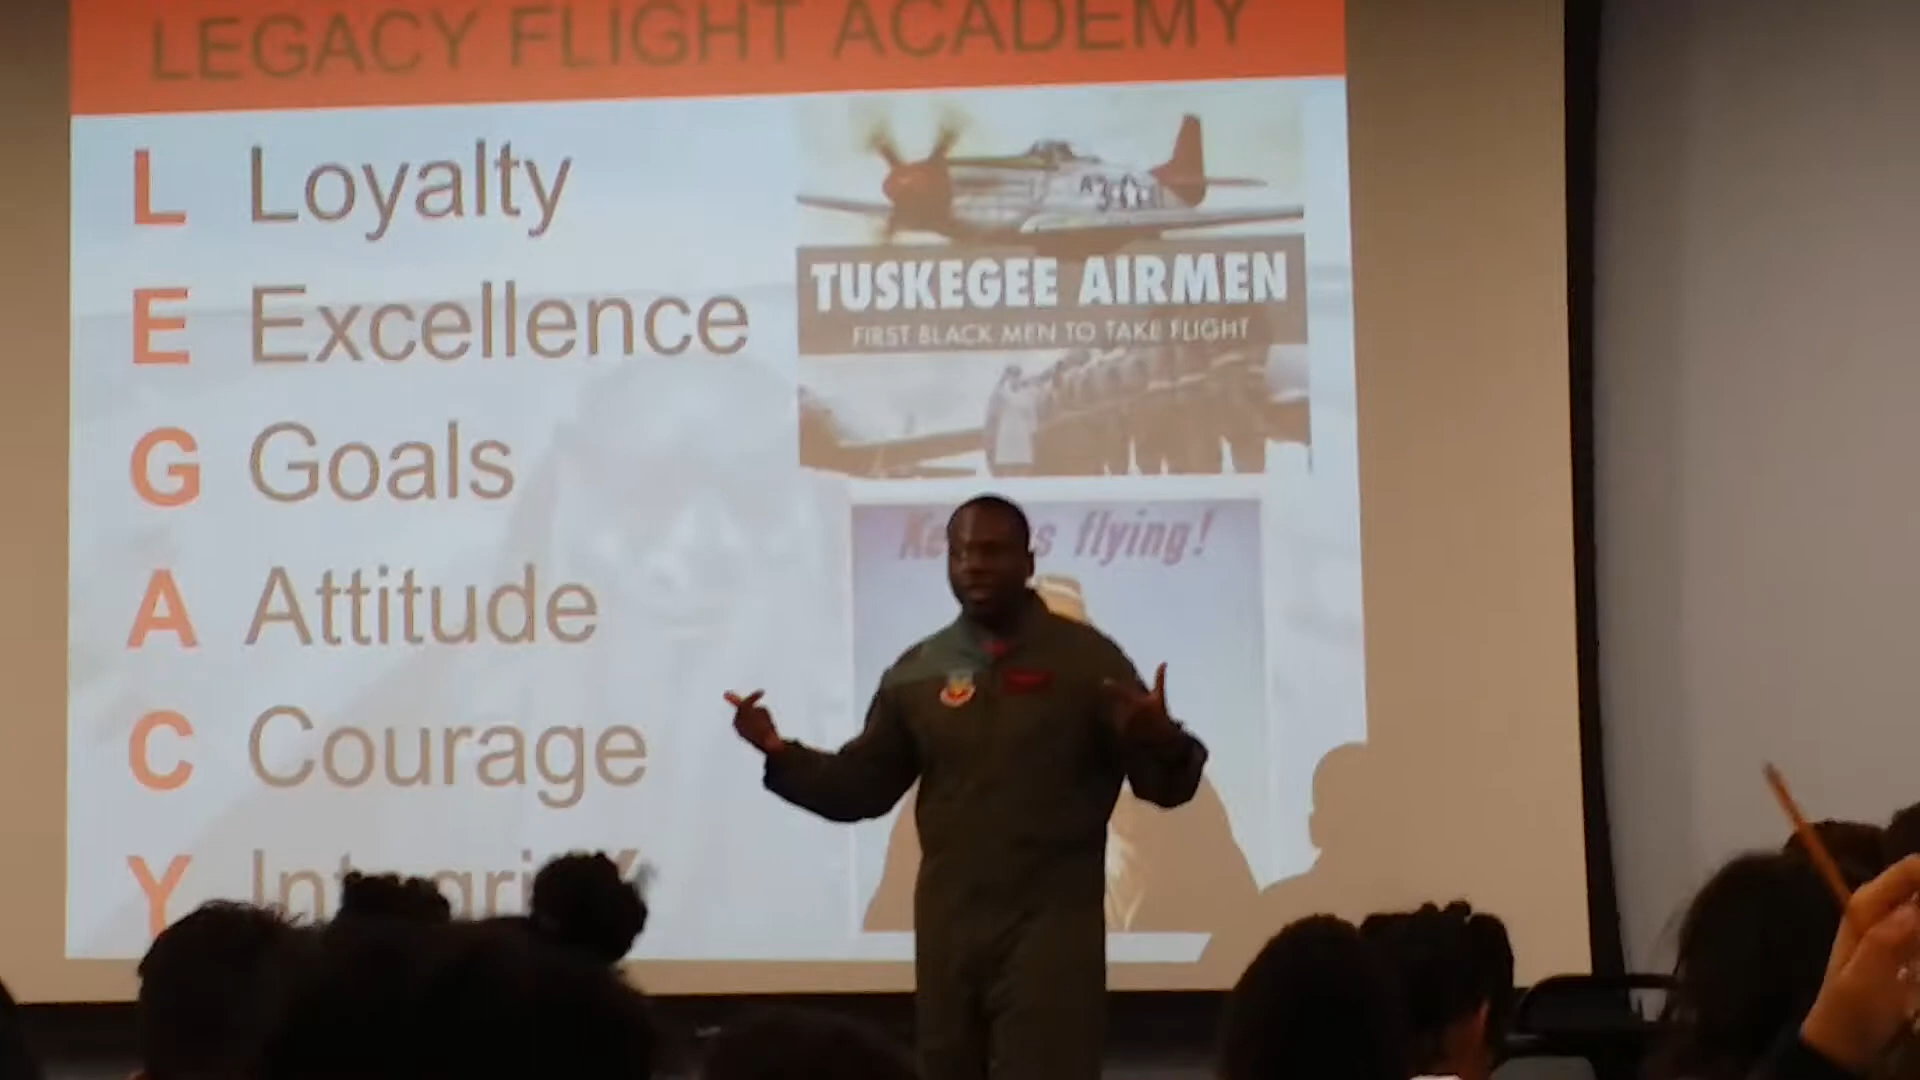 LEGACY FLIGHT ACADEMY
L Loyalty
E Excellence
G Goals
A Attitude
C Courage
Y
TUSKEGEE AIRMEN
FIRST BLACK MEN TO TAKE FLIGHT
flying!